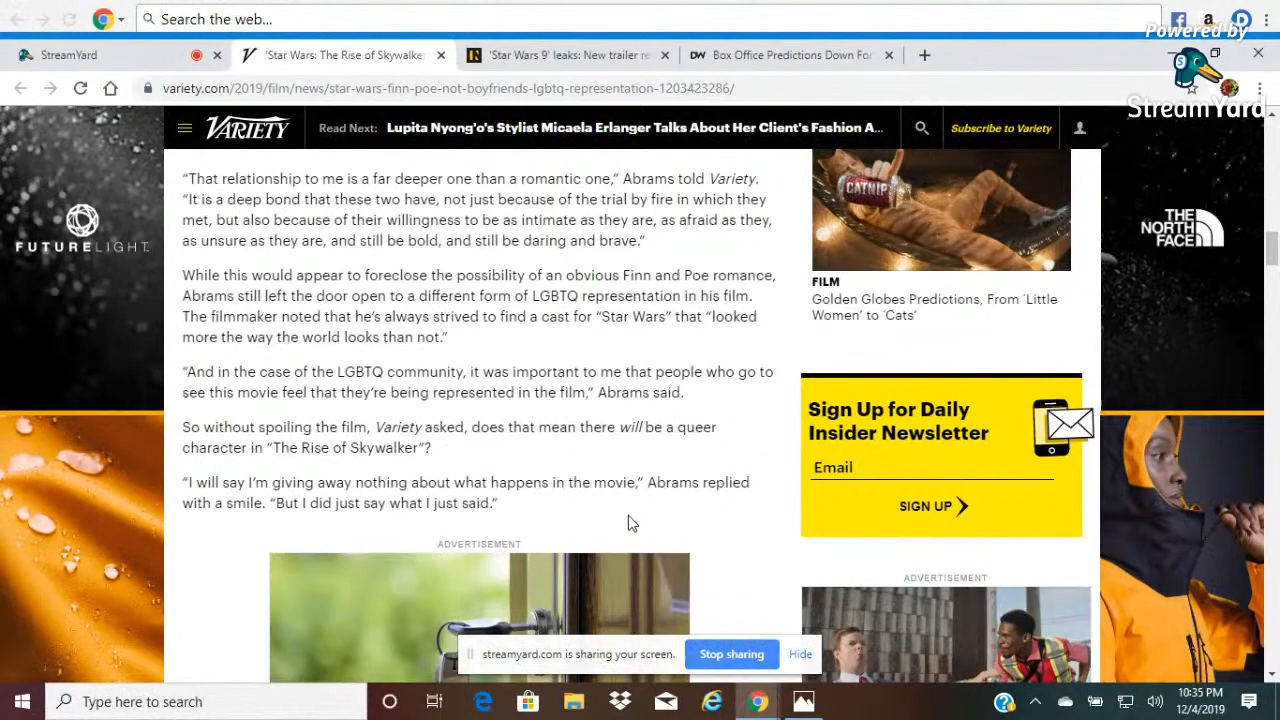 Search the web...
Powered by
StreamYard
StreamYard
'Star Wars: The Rise of Skywalker
'Star Wars 9' leaks: New trailer re
Box Office Predictions Down For
variety.com/2019/film/news/star-wars-finn-poe-not-boyfriends-lgbtq-representation-1203423286/
VARIETY
Read Next: Lupita Nyong'o's Stylist Micaela Erlanger Talks About Her Client's Fashion A...
Subscribe to Variety
“That relationship to me is a far deeper one than a romantic one,” Abrams told Variety.
“It is a deep bond that these two have, not just because of the trial by fire in which they
met, but also because of their willingness to be as intimate as they are, as afraid as they,
as unsure as they are, and still be bold, and still be daring and brave.”
While this would appear to foreclose the possibility of an obvious Finn and Poe romance,
Abrams still left the door open to a different form of LGBTQ representation in his film.
The filmmaker noted that he’s always strived to find a cast for “Star Wars” that “looked
more the way the world looks than not.”
“And in the case of the LGBTQ community, it was important to me that people who go to
see this movie feel that they’re being represented in the film,” Abrams said.
So without spoiling the film, Variety asked, does that mean there will be a queer
character in “The Rise of Skywalker”?
“I will say I’m giving away nothing about what happens in the movie,” Abrams replied
with a smile. “But I did just say what I just said.”
ADVERTISEMENT
CATNIP
FILM
Golden Globes Predictions, From ‘Little
Women’ to ‘Cats’
Sign Up for Daily
Insider Newsletter
Email
SIGN UP
ADVERTISEMENT
FUTURELIGHT
THE
NORTH
FACE
streamyard.com is sharing your screen.
Stop sharing
Hide
Type here to search
10:35 PM
12/4/2019